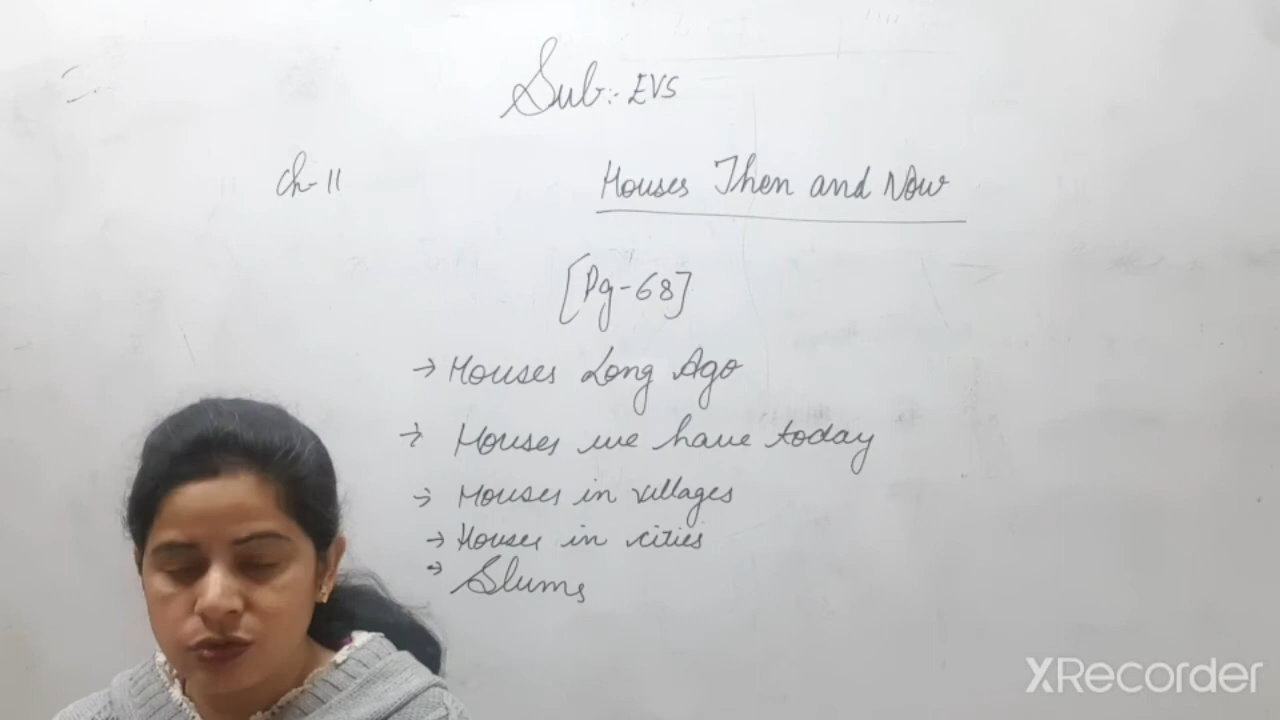 Sub:- EVS
Ch-11 Houses Then and Now
[Pg-68]
→ Houses Long Ago
→ Houses we have today
→ Houses in villages
→ Houses in cities
→ Slums
XRecorder